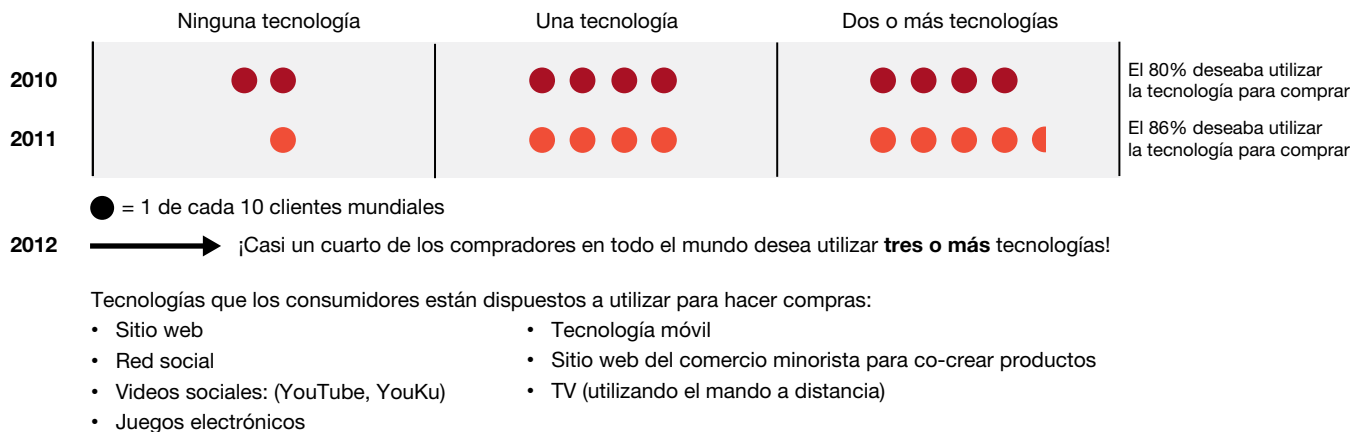 Ninguna tecnología
Una tecnología
Dos o más tecnologías
2010
El 80% deseaba utilizar
la tecnología para comprar
2011
El 86% deseaba utilizar
la tecnología para comprar
= 1 de cada 10 clientes mundiales
2012
¡Casi un cuarto de los compradores en todo el mundo desea utilizar tres o más tecnologías!
Tecnologías que los consumidores están dispuestos a utilizar para hacer compras:
• Sitio web
• Red social
• Videos sociales: (YouTube, YouKu)
• Juegos electrónicos
• Tecnología móvil
• Sitio web del comercio minorista para co-crear productos
• TV (utilizando el mando a distancia)